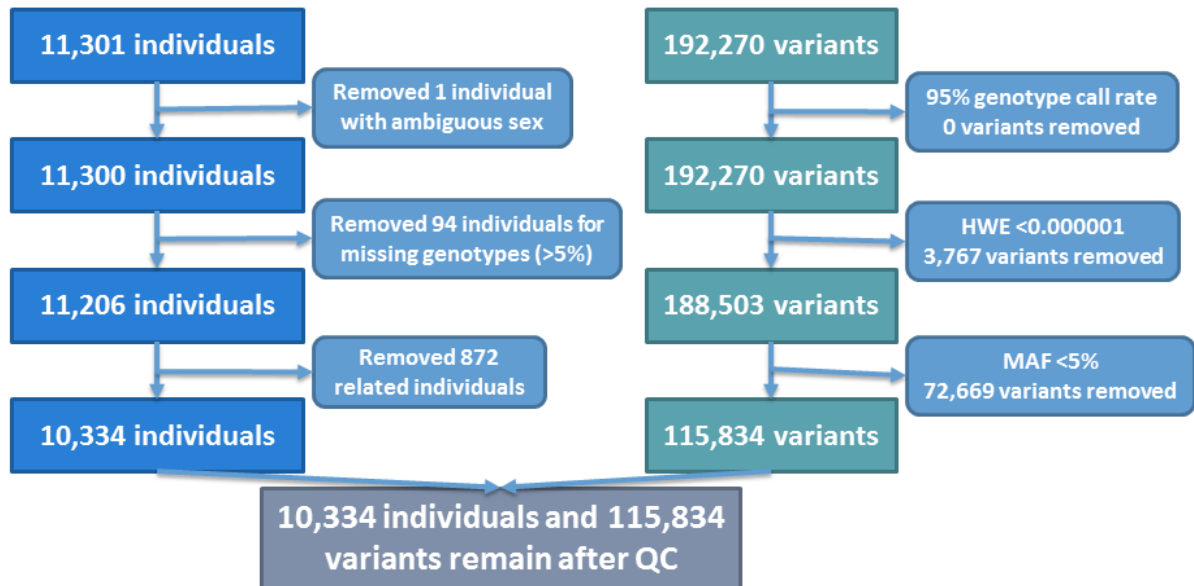 11,301 individuals
Removed 1 individual
with ambiguous sex
11,300 individuals
Removed 94 individuals for
missing genotypes (>5%)
11,206 individuals
Removed 872
related individuals
10,334 individuals
192,270 variants
95% genotype call rate
0 variants removed
192,270 variants
HWE <0.000001
3,767 variants removed
188,503 variants
MAF <5%
72,669 variants removed
115,834 variants
10,334 individuals and 115,834
variants remain after QC